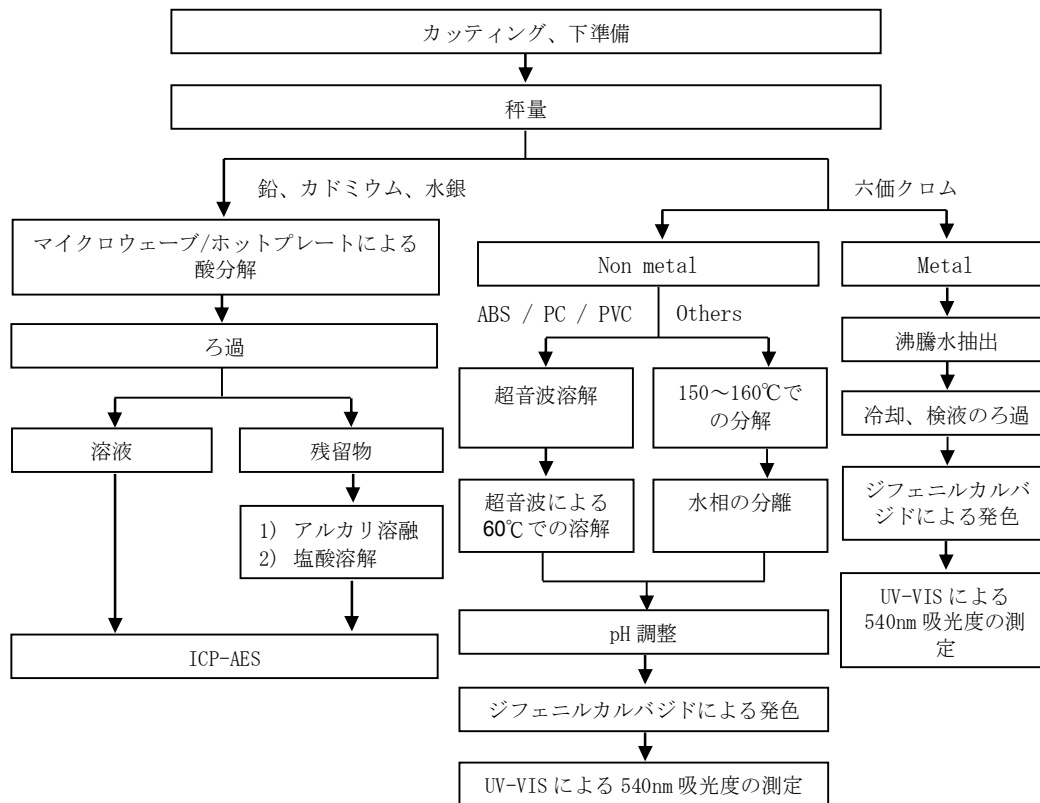 カッティング、下準備
秤量
鉛、カドミウム、水銀
六価クロム
マイクロウェーブ/ホットプレートによる
酸分解
Non metal
Metal
ABS / PC / PVC
Others
ろ過
沸騰水抽出
超音波溶解
150～160℃で
の分解
冷却、検液のろ過
溶液
残留物
ジフェニルカルバ
ジドによる発色
超音波による
60℃での溶解
水相の分離
1) アルカリ溶融
2) 塩酸溶解
UV-VIS による
540nm 吸光度の測
定
pH 調整
ICP-AES
ジフェニルカルバジドによる発色
UV-VIS による 540nm 吸光度の測定